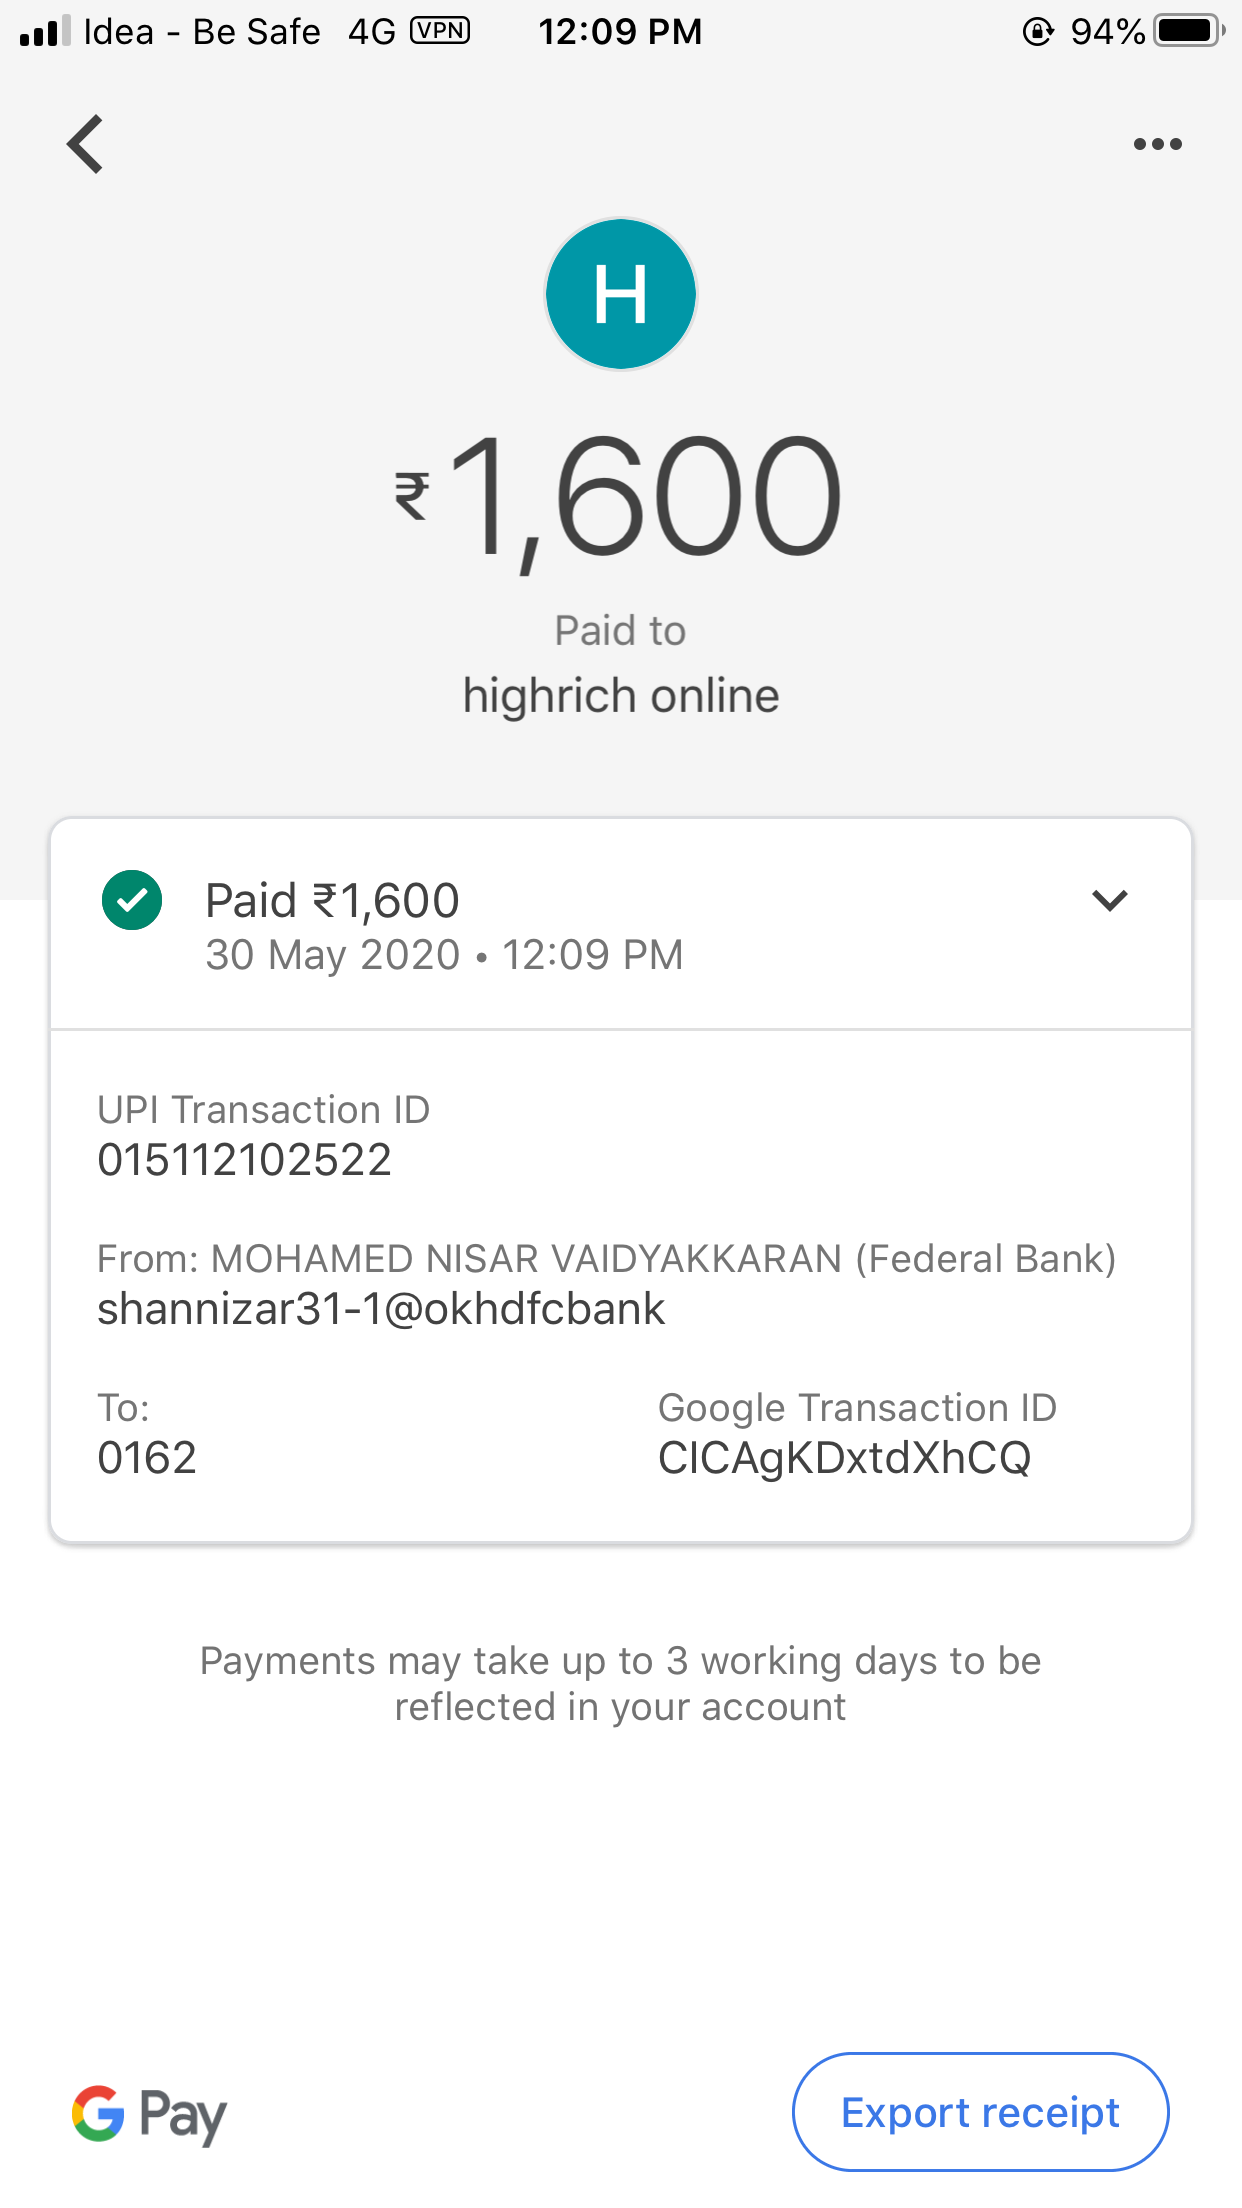 Idea - Be Safe 4G VPN 12:09 PM 94%
H
₹1,600
Paid to
highrich online
Paid ₹1,600
30 May 2020 • 12:09 PM
UPI Transaction ID
015112102522
From: MOHAMED NISAR VAIDYAKKARAN (Federal Bank)
shannizar31-1@okhdfcbank
To: Google Transaction ID
0162 CICAgKDxtdXhCQ
Payments may take up to 3 working days to be
reflected in your account
G Pay Export receipt